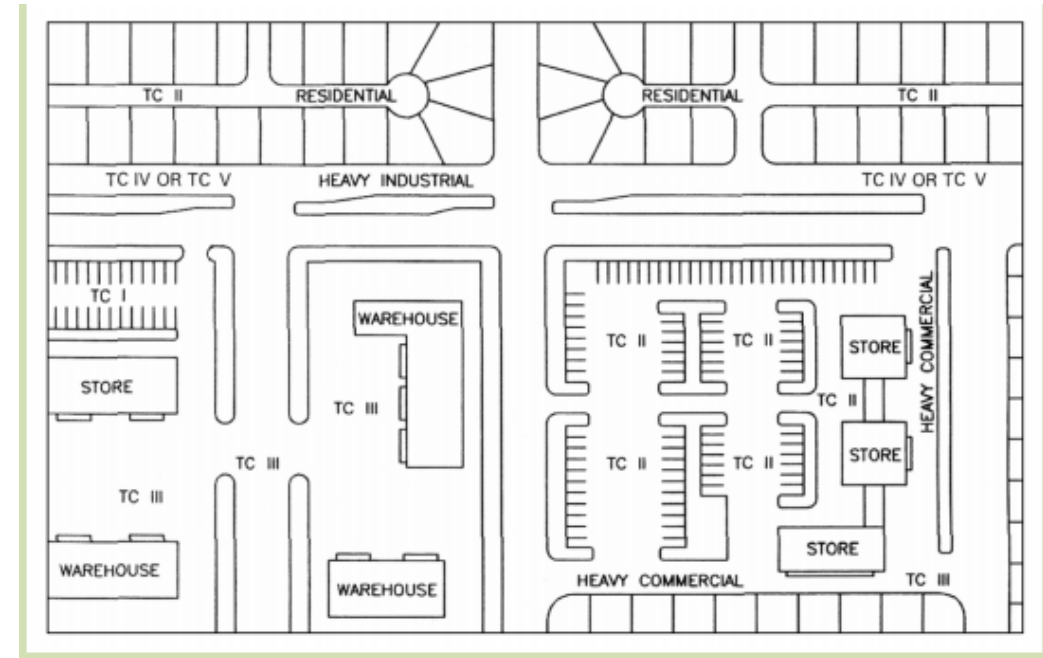 TC II
RESIDENTIAL
RESIDENTIAL
TC II
TC IV OR TC V
HEAVY INDUSTRIAL
TC IV OR TC V
TC I
WAREHOUSE
HEAVY COMMERCIAL
TC II
TC II
STORE
STORE
TC III
TC II
STORE
TC III
TC II
TC II
TC III
STORE
WAREHOUSE
WAREHOUSE
HEAVY COMMERCIAL
TC III